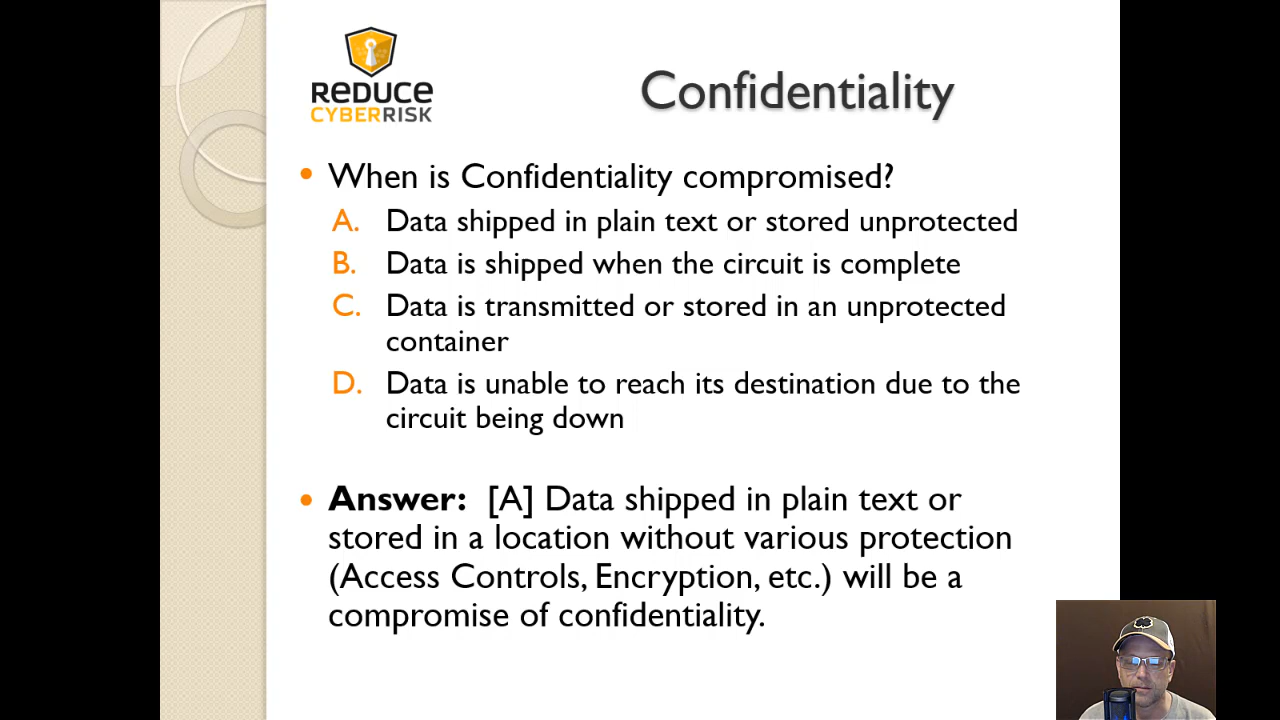 REDUCE
CYBERRISK
Confidentiality
• When is Confidentiality compromised?
A. Data shipped in plain text or stored unprotected
B. Data is shipped when the circuit is complete
C. Data is transmitted or stored in an unprotected
container
D. Data is unable to reach its destination due to the
circuit being down
• Answer: [A] Data shipped in plain text or
stored in a location without various protection
(Access Controls, Encryption, etc.) will be a
compromise of confidentiality.